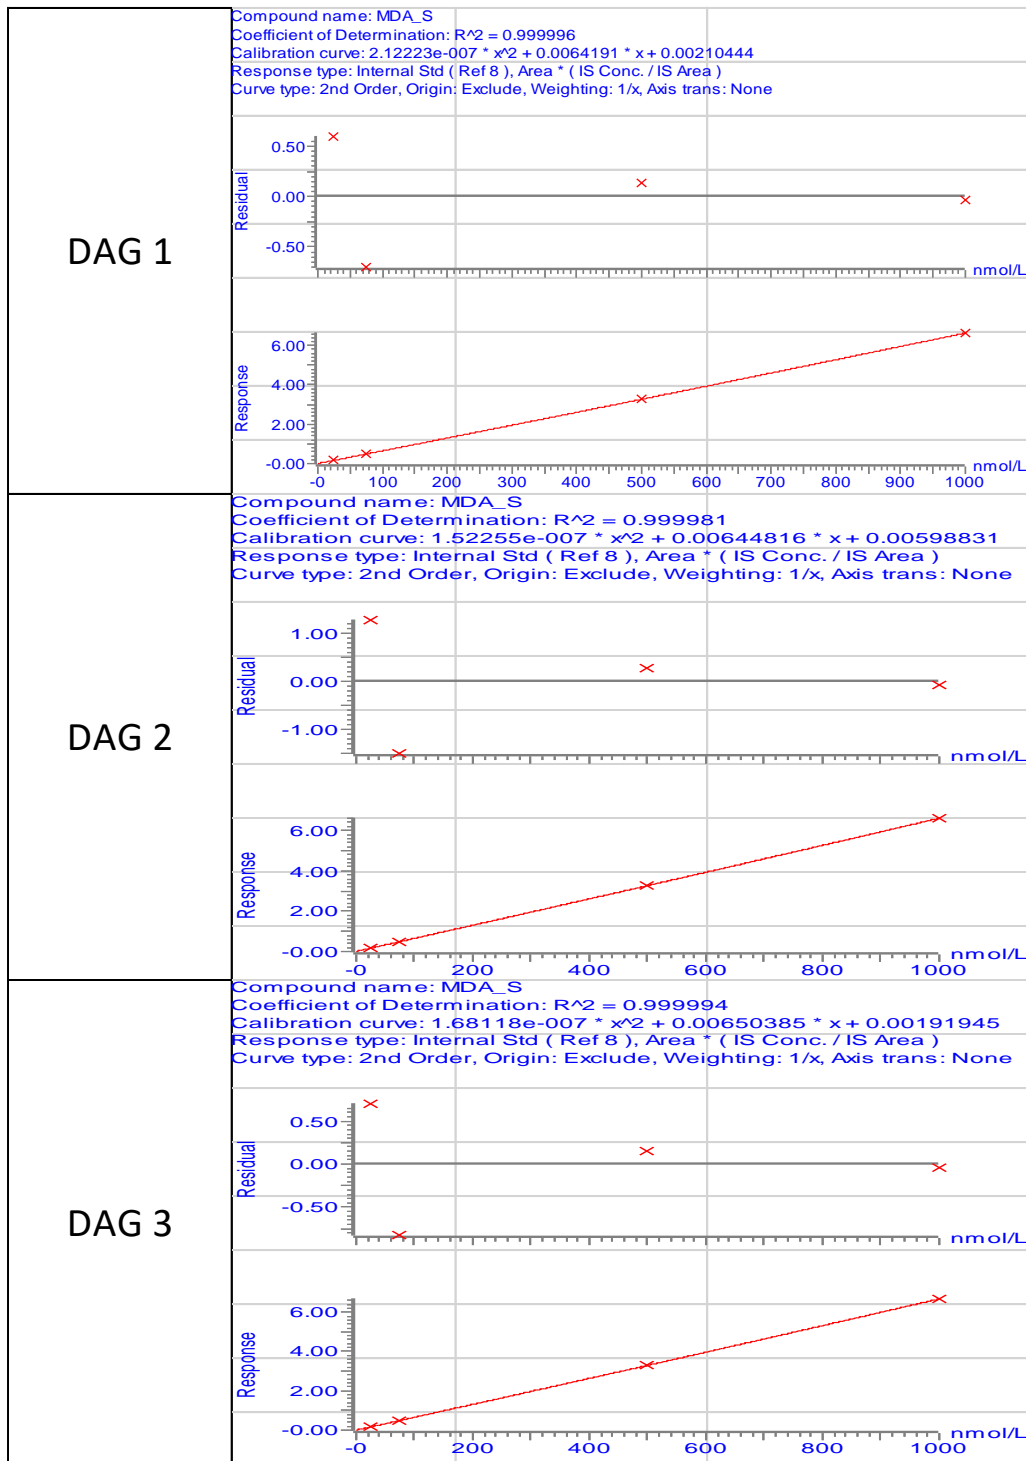 DAG 1
Compound name: MDA_S
Coefficient of Determination: R^2 = 0.999996
Calibration curve: 2.12223e-007 * x^2 + 0.0064191 * x + 0.00210444
Response type: Internal Std ( Ref 8 ), Area * ( IS Conc. / IS Area )
Curve type: 2nd Order, Origin: Exclude, Weighting: 1/x, Axis trans: None
Residual
0.50
0.00
-0.50
nmol/L
Response
6.00
4.00
2.00
-0.00
nmol/L
-0 100 200 300 400 500 600 700 800 900 1000
DAG 2
Compound name: MDA_S
Coefficient of Determination: R^2 = 0.999981
Calibration curve: 1.52255e-007 * x^2 + 0.00644816 * x + 0.00598831
Response type: Internal Std ( Ref 8 ), Area * ( IS Conc. / IS Area )
Curve type: 2nd Order, Origin: Exclude, Weighting: 1/x, Axis trans: None
Residual
1.00
0.00
-1.00
nmol/L
Response
6.00
4.00
2.00
-0.00
nmol/L
-0 200 400 600 800 1000
DAG 3
Compound name: MDA_S
Coefficient of Determination: R^2 = 0.999994
Calibration curve: 1.68118e-007 * x^2 + 0.00650385 * x + 0.00191945
Response type: Internal Std ( Ref 8 ), Area * ( IS Conc. / IS Area )
Curve type: 2nd Order, Origin: Exclude, Weighting: 1/x, Axis trans: None
Residual
0.50
0.00
-0.50
nmol/L
Response
6.00
4.00
2.00
-0.00
nmol/L
-0 200 400 600 800 1000